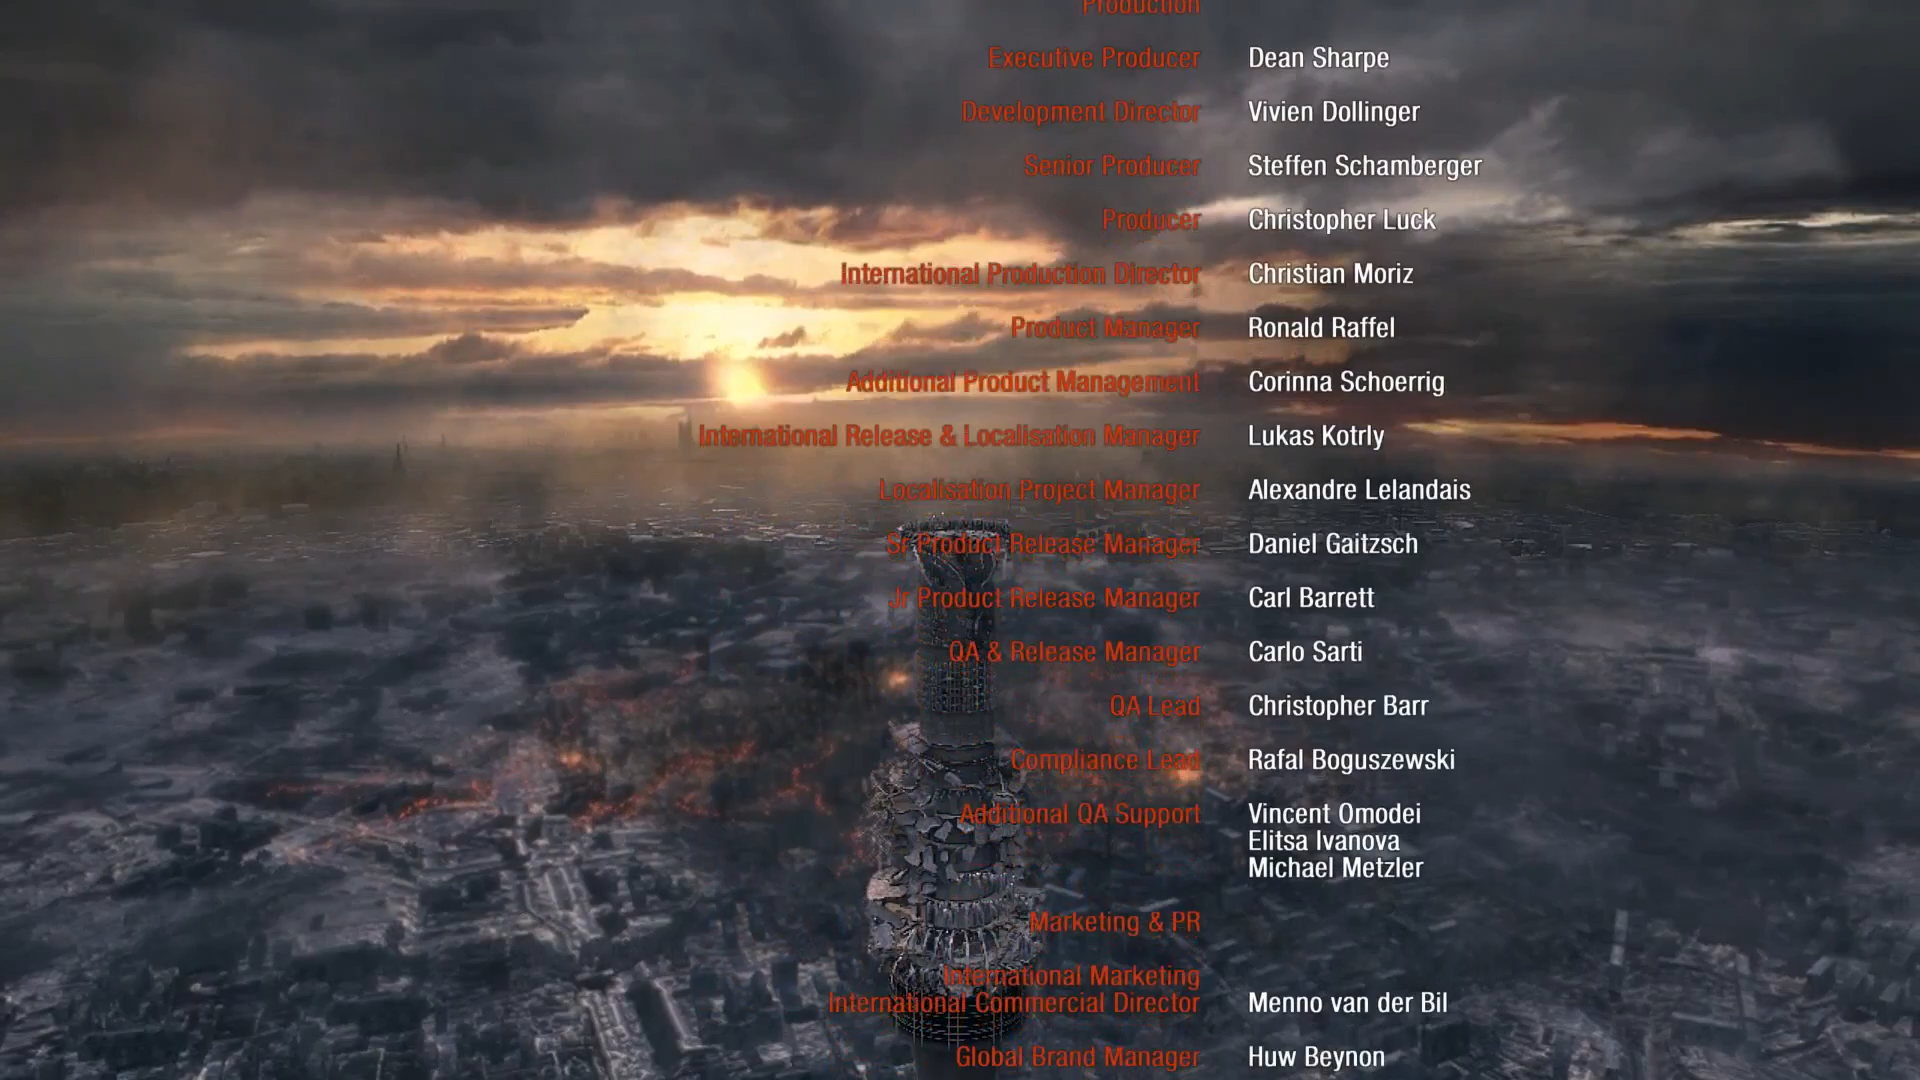 Production
Executive Producer Dean Sharpe
Development Director Vivien Dollinger
Senior Producer Steffen Schamberger
Producer Christopher Luck
International Production Director Christian Moriz
Product Manager Ronald Raffel
Additional Product Management Corinna Schoerrig
International Release & Localisation Manager Lukas Kotrly
Localisation Project Manager Alexandre Lelandais
Sr Product Release Manager Daniel Gaitzsch
Jr Product Release Manager Carl Barrett
QA & Release Manager Carlo Sarti
QA Lead Christopher Barr
Compliance Lead Rafal Boguszewski
Additional QA Support Vincent Omodei
Elitsa Ivanova
Michael Metzler
Marketing & PR
International Marketing
International Commercial Director Menno van der Bil
Global Brand Manager Huw Beynon